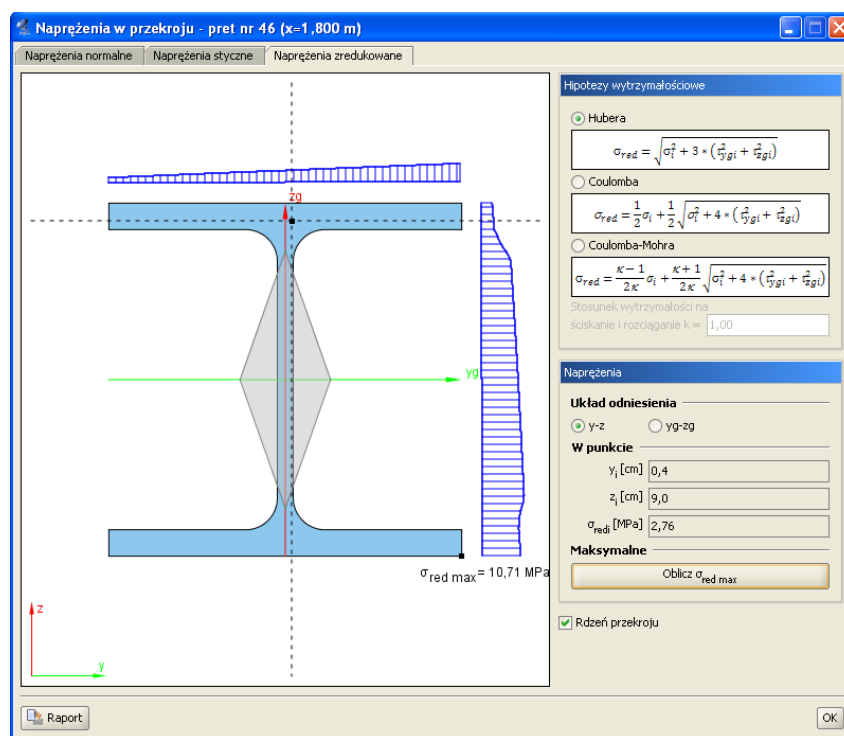 Naprężenia w przekroju - pret nr 46 (x=1,800 m)
Naprężenia normalne Naprężenia styczne Naprężenia zredukowane
zg
yg
σred max= 10,71 MPa
z
y
Hipotezy wytrzymałościowe
Hubera
σred = √(σi² + 3 * (τ²ygi + τ²zgi))
Coulomba
σred = 1/2 σi + 1/2 √(σi² + 4 * (τ²ygi + τ²zgi))
Coulomba-Mohra
σred = (κ − 1)/2κ σi + (κ + 1)/2κ √(σi² + 4 * (τ²ygi + τ²zgi))
Stosunek wytrzymałości na
ściskanie i rozciąganie k = 1,00
Naprężenia
Układ odniesienia
y-z yg-zg
W punkcie
yi [cm] 0,4
zi [cm] 9,0
σredi [MPa] 2,76
Maksymalne
Oblicz σred max
Rdzeń przekroju
Raport
OK